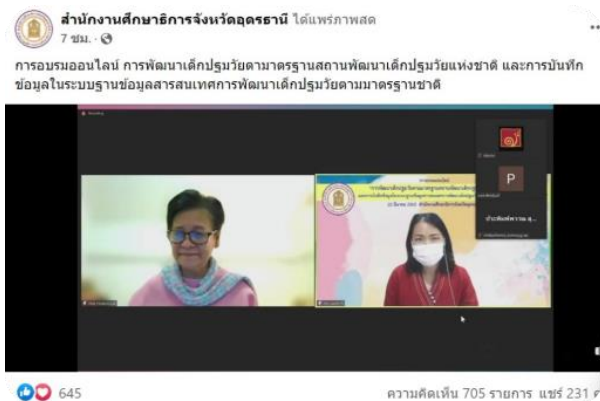 สำนักงานศึกษาธิการจังหวัดอุดรธานี ได้แพร่ภาพสด
7 ชม. ·
การอบรมออนไลน์ การพัฒนาเด็กปฐมวัยตามาตรฐานสถานพัฒนาเด็กปฐมวัยแห่งชาติ และการบันทึก
ข้อมูลในระบบฐานข้อมูลสารสนเทศการพัฒนาเด็กปฐมวัยตามมาตรฐานชาติ
P
645
ความคิดเห็น 705 รายการ แชร์ 231